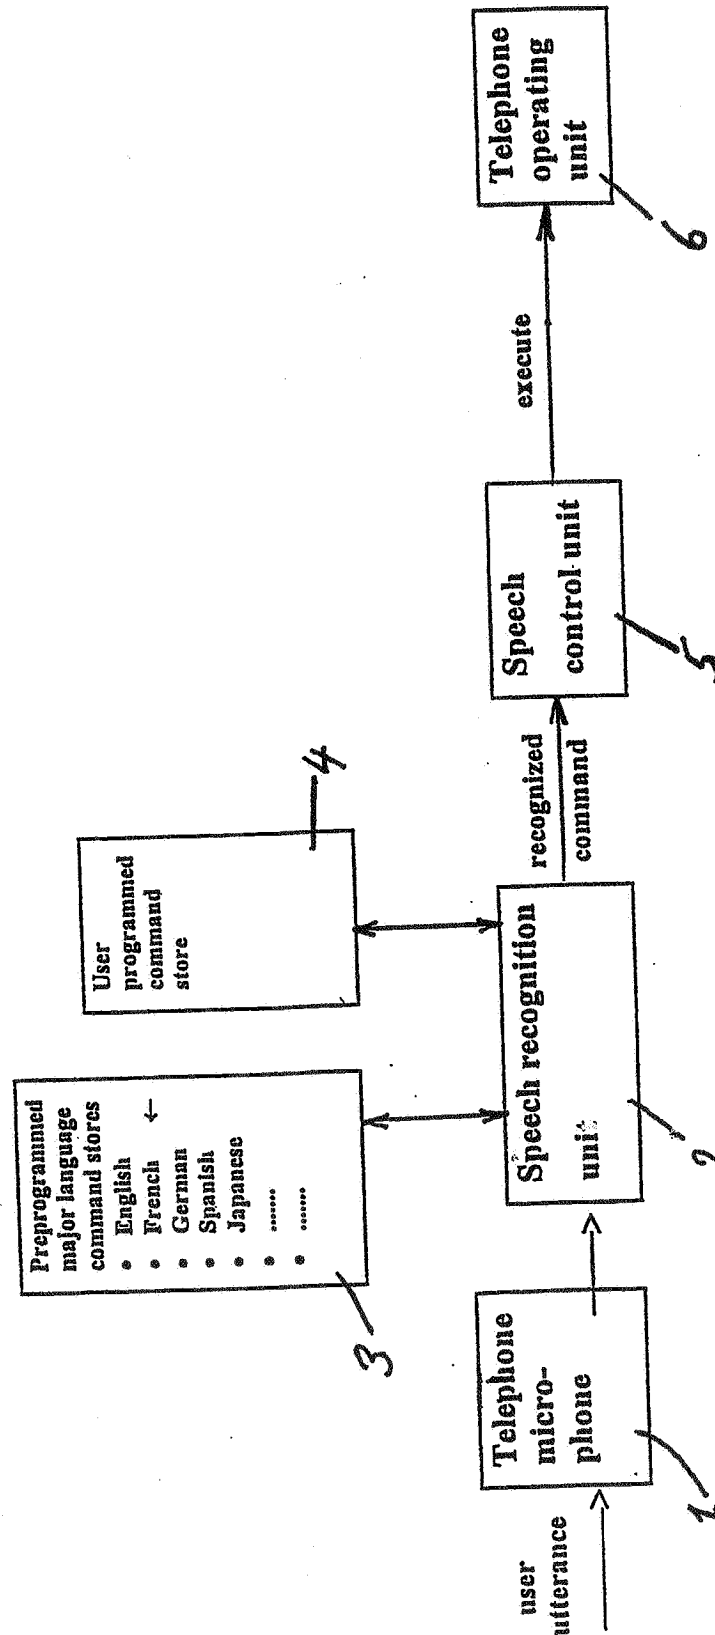 Preprogrammed
major language
command stores
• English
• French ←
• German
• Spanish
• Japanese
• .......
• .......
3
User
programmed
command
store
4
user
utterance
Telephone
micro-
phone
1
Speech recognition
unit
2
recognized
command
Speech
control unit
5
execute
Telephone
operating
unit
6